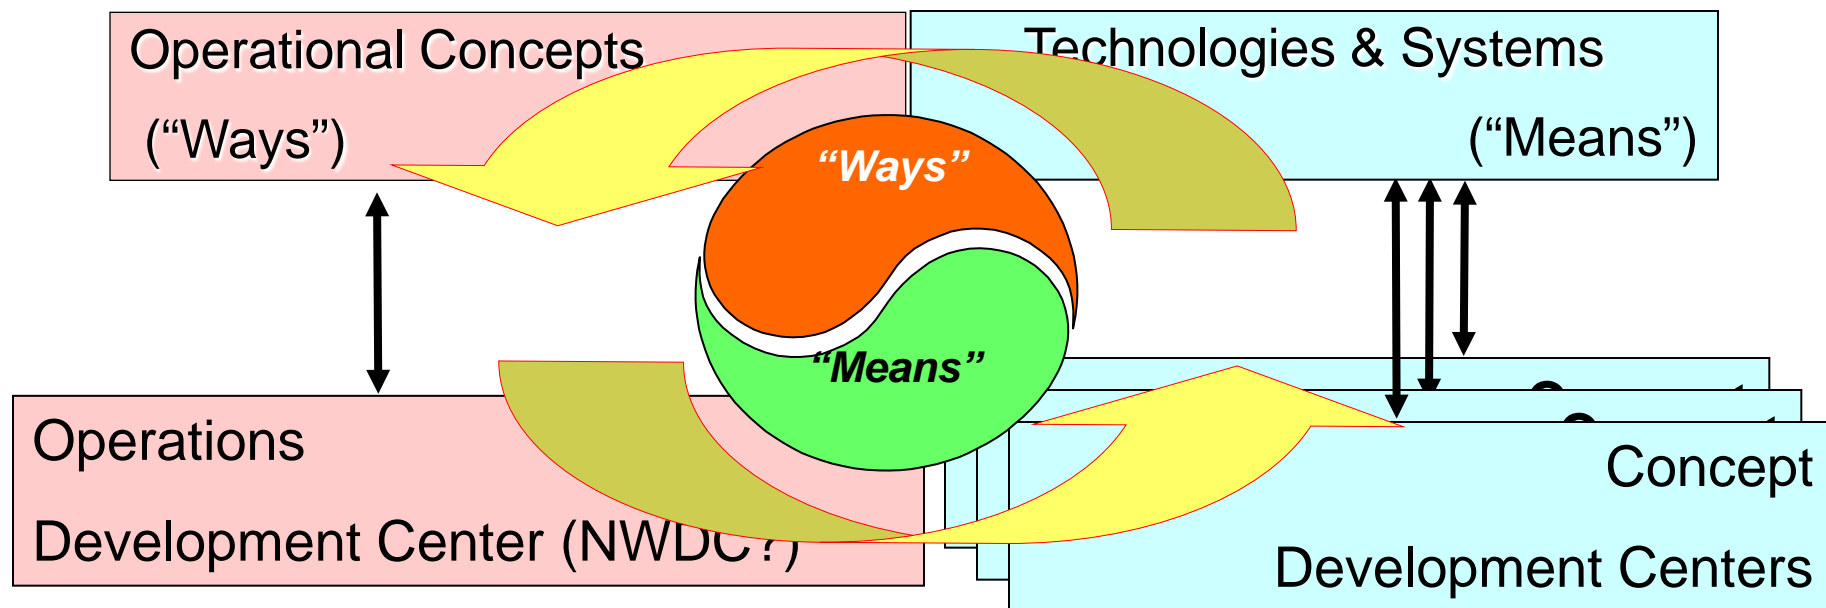 Operational Concepts
(“Ways”)
Technologies & Systems
(“Means”)
“Ways”
“Means”
Operations
Development Center (NWDC?)
Concept
Development Centers